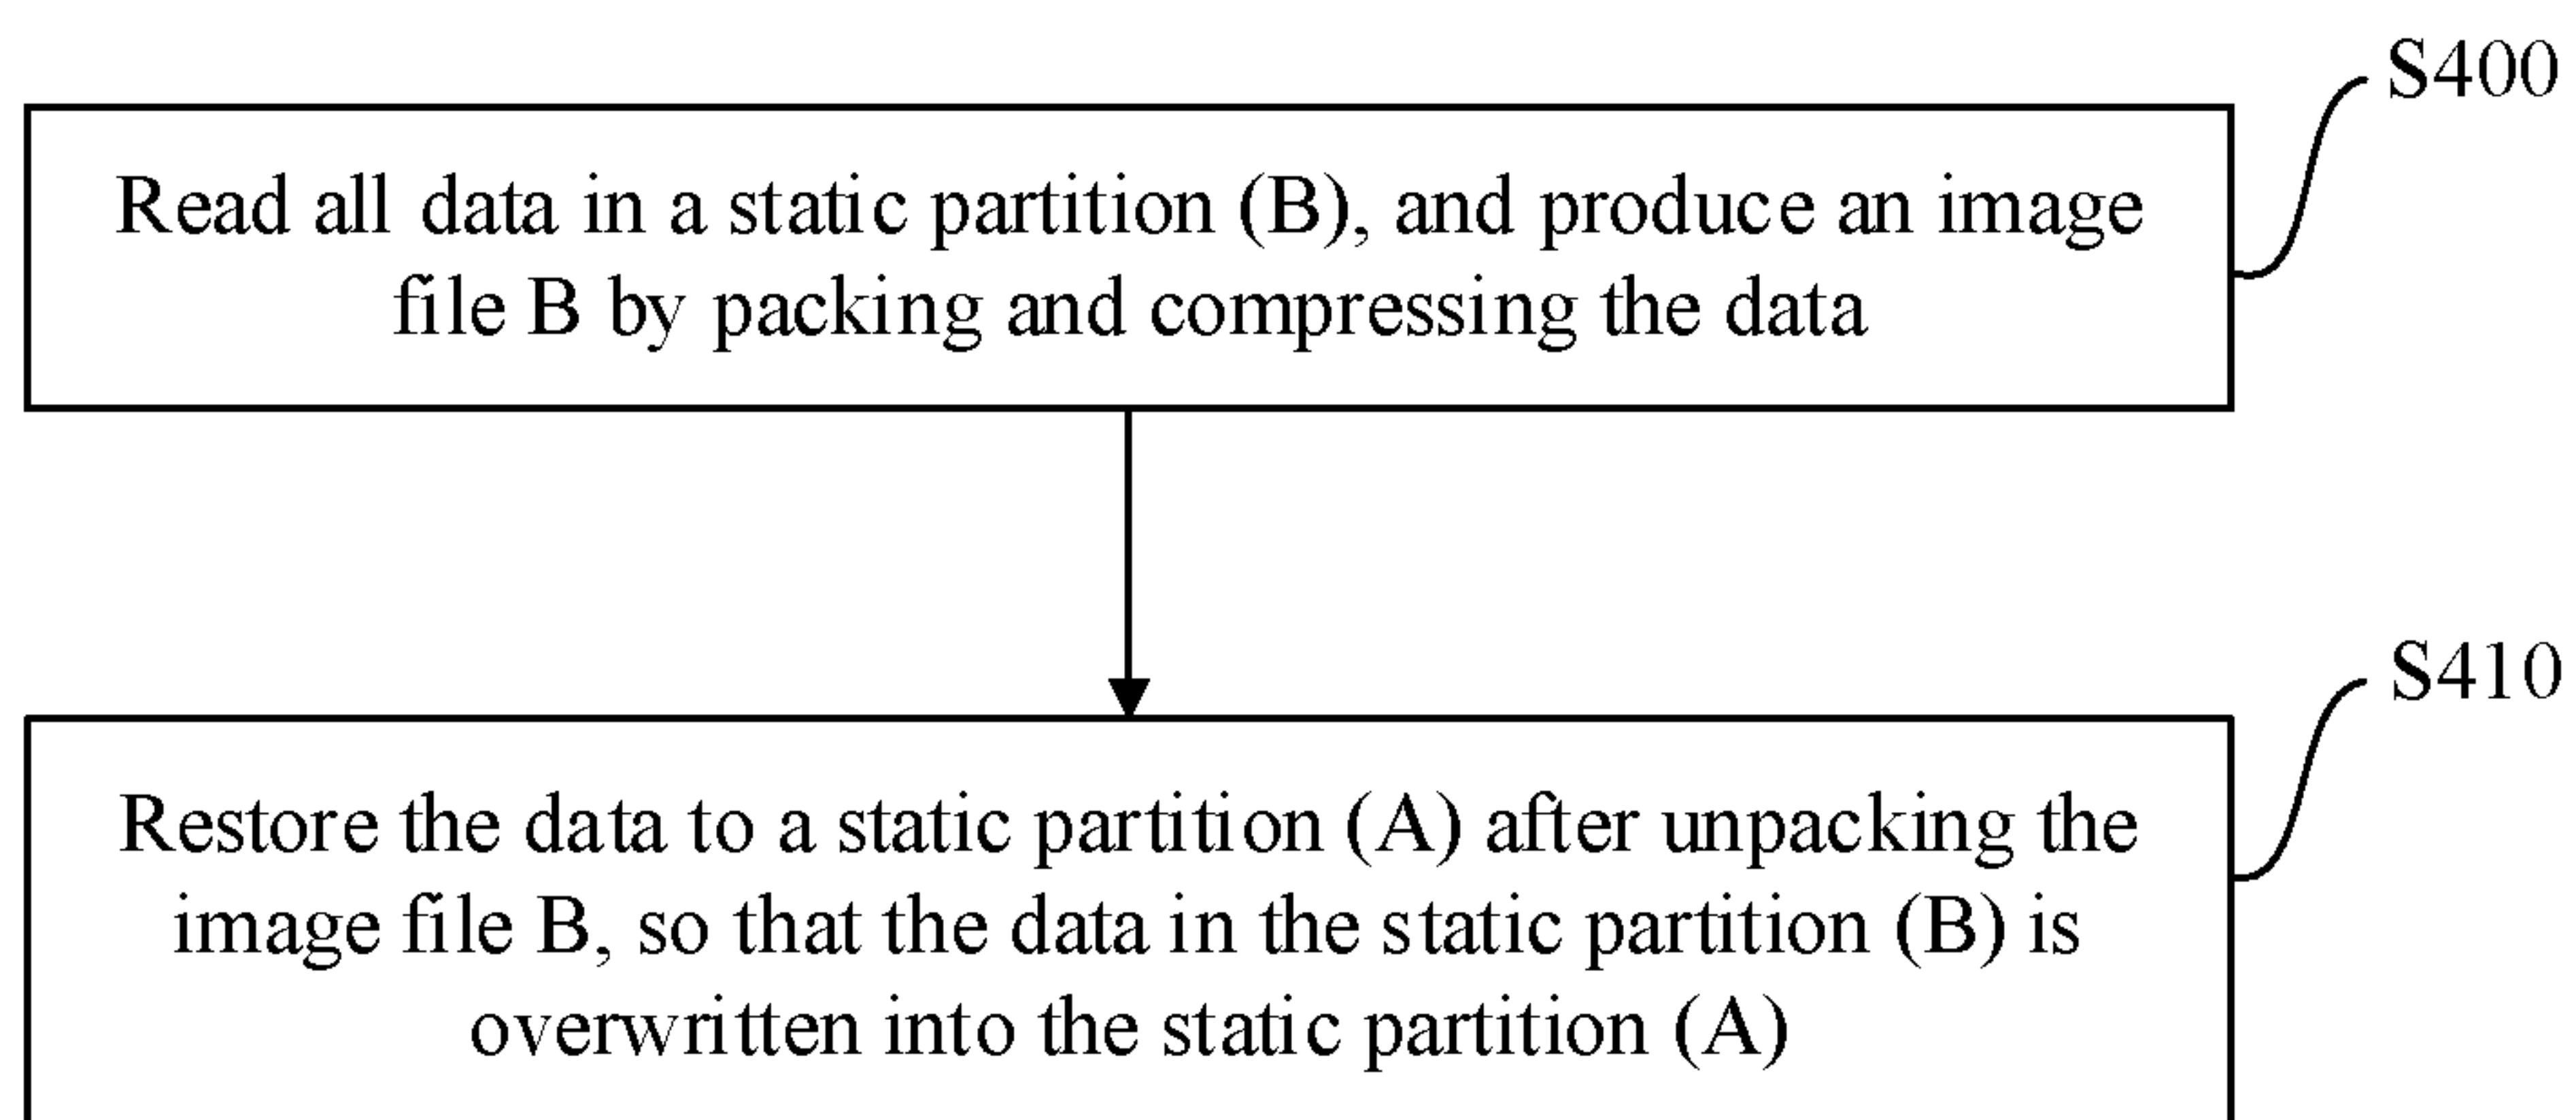 S400
Read all data in a static partition (B), and produce an image
file B by packing and compressing the data
S410
Restore the data to a static partition (A) after unpacking the
image file B, so that the data in the static partition (B) is
overwritten into the static partition (A)